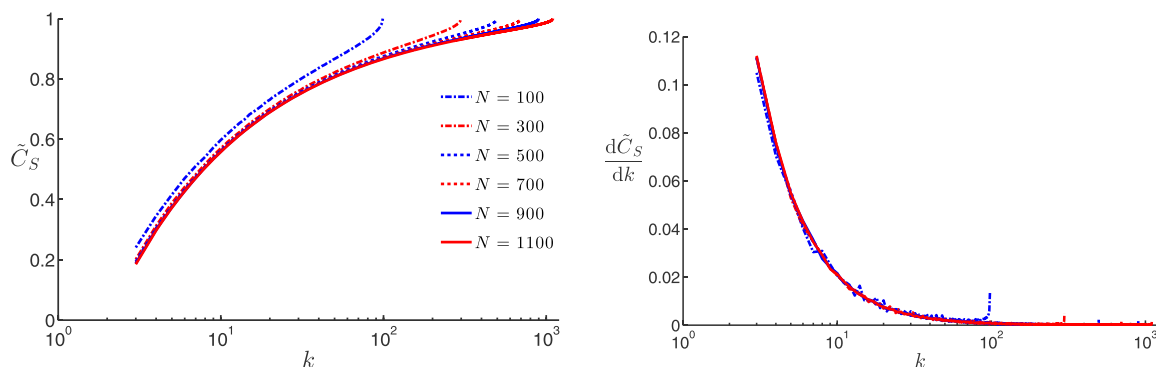 1
0.8
0.6
0.4
0.2
0
C̃_S
10^0
10^1
10^2
10^3
k
N = 100
N = 300
N = 500
N = 700
N = 900
N = 1100
0.12
0.1
0.08
0.06
0.04
0.02
0
dC̃_S
dk
10^0
10^1
10^2
10^3
k